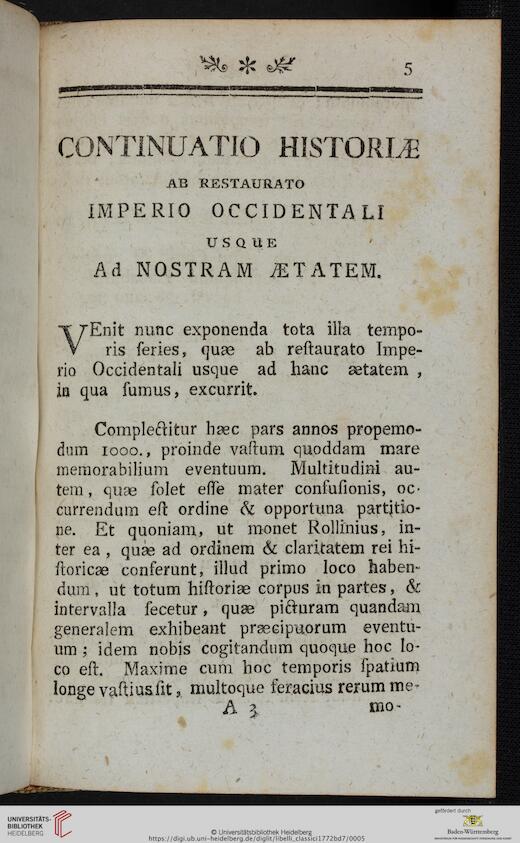 5
CONTINUATIO HISTORIÆ
AB RESTAURATO
IMPERIO OCCIDENTALI
USQUE
Ad NOSTRAM ÆTATEM.
VEnit nunc exponenda tota illa tempo-
ris ſeries, quæ ab reſtaurato Impe-
rio Occidentali usque ad hanc ætatem,
in qua ſumus, excurrit.
Complectitur hæc pars annos propemo-
dum 1000., proinde vaſtum quoddam mare
memorabilium eventuum. Multitudini au-
tem, quæ ſolet eſſe mater confuſionis, oc-
currendum eſt ordine & opportuna partitio-
ne. Et quoniam, ut monet Rollinius, in-
ter ea, quæ ad ordinem & claritatem rei hi-
ſtoricæ conferunt, illud primo loco haben-
dum, ut totum hiſtoriæ corpus in partes, &
intervalla ſecetur, quæ picturam quandam
generalem exhibeant præcipuorum eventu-
um; idem nobis cogitandum quoque hoc lo-
co eſt. Maxime cum hoc temporis ſpatium
longe vaſtius ſit, multoque feracius rerum me-
A 3 mo-
UNIVERSITÄTS-
BIBLIOTHEK
HEIDELBERG
© Universitätsbibliothek Heidelberg
https://digi.ub.uni-heidelberg.de/diglit/libelli_classici1772bd7/0005
gefördert durch
Baden-Württemberg